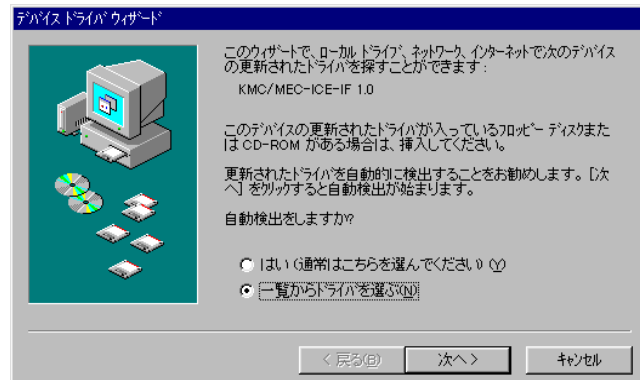 デバイス ドライバ ウィザード
このウィザードで、ローカル ドライブ、ネットワーク、インターネットで次のデバイス
の更新されたドライバを探すことができます:
KMC/MEC-ICE-IF 1.0
このデバイスの更新されたドライバが入っているフロッピー ディスクまた
は CD-ROM がある場合は、挿入してください。
更新されたドライバを自動的に検出することをお勧めします。[次
へ] をクリックすると自動検出が始まります。
自動検出をしますか?
はい (通常はこちらを選んでください) (Y)
一覧からドライバを選ぶ(N)
< 戻る(B)
次へ >
キャンセル